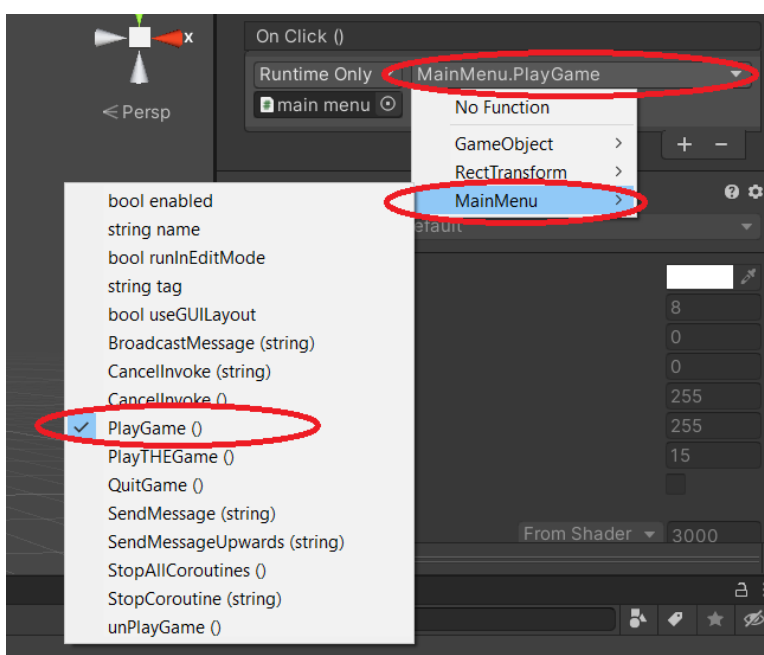 x
On Click ()
Runtime Only MainMenu.PlayGame
main menu
< Persp
No Function
GameObject >
RectTransform >
MainMenu >
bool enabled
string name
bool runInEditMode
string tag
bool useGUILayout
BroadcastMessage (string)
CancelInvoke (string)
CancelInvoke ()
PlayGame ()
PlayTHEGame ()
QuitGame ()
SendMessage (string)
SendMessageUpwards (string)
StopAllCoroutines ()
StopCoroutine (string)
unPlayGame ()
efault
8
0
0
255
255
15
From Shader 3000